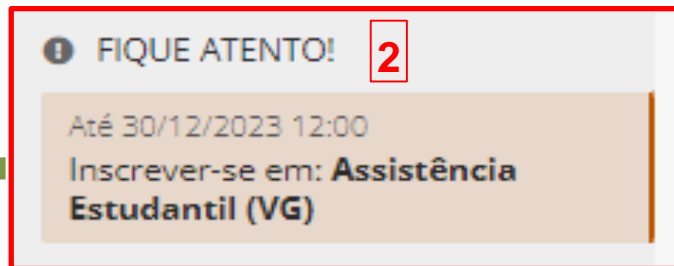 FIQUE ATENTO! 2
Até 30/12/2023 12:00
Inscrever-se em: Assistência
Estudantil (VG)